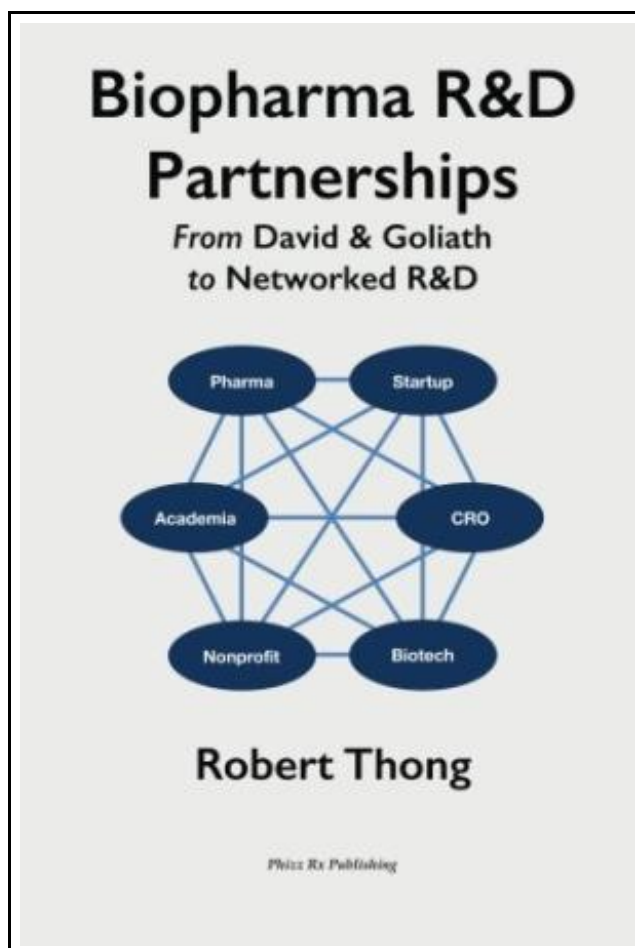 Biopharma R&D
Partnerships
From David & Goliath
to Networked R&D
Pharma
Startup
Academia
CRO
Nonprofit
Biotech
Robert Thong
Phizz Rx Publishing